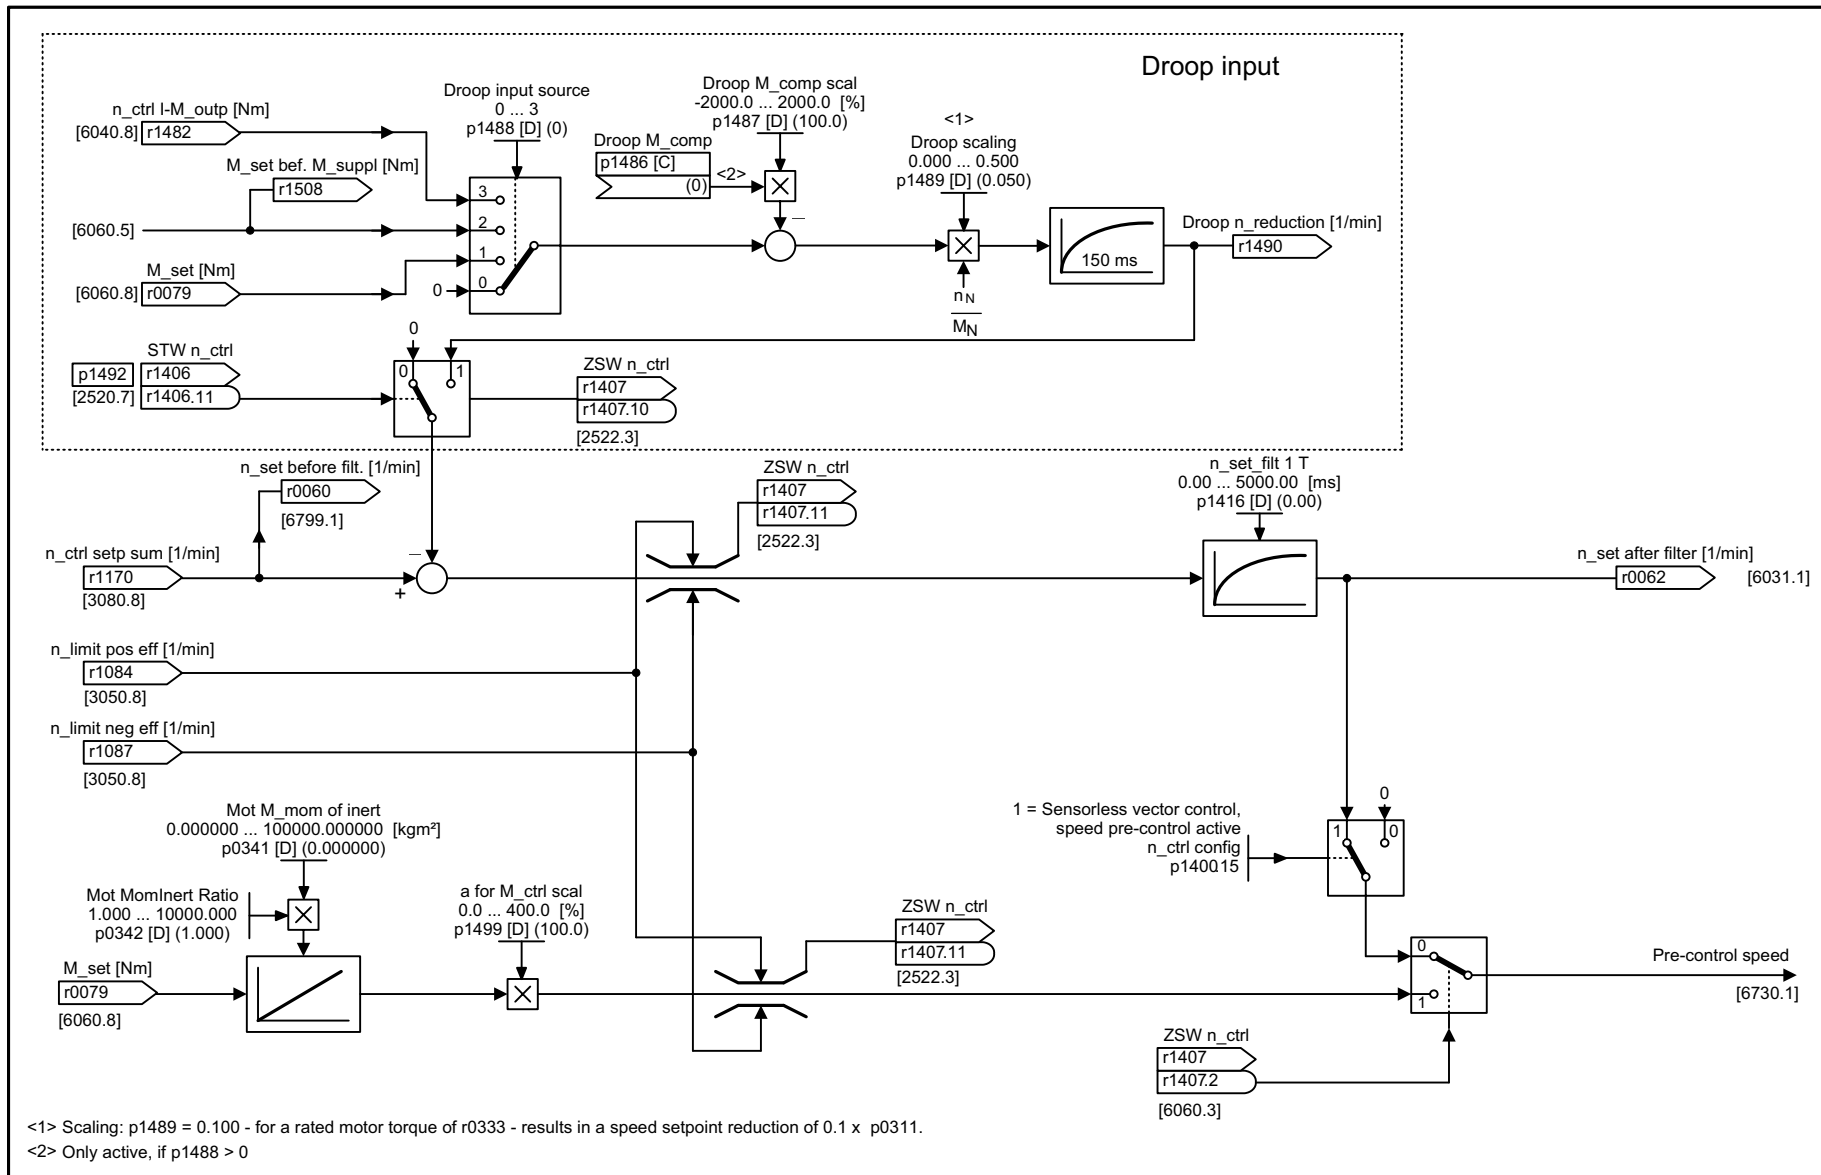 Droop input
n_ctrl I-M_outp [Nm]
[6040.8]
r1482
M_set bef. M_suppl [Nm]
r1508
[6060.5]
M_set [Nm]
[6060.8]
r0079
Droop input source
0 ... 3
p1488 [D] (0)
3
2
1
0
0
Droop M_comp
p1486 [C]
(0)
<2>
Droop M_comp scal
-2000.0 ... 2000.0 [%]
p1487 [D] (100.0)
–
<1>
Droop scaling
0.000 ... 0.500
p1489 [D] (0.050)
n N
M N
150 ms
Droop n_reduction [1/min]
r1490
STW n_ctrl
p1492
r1406
[2520.7]
r1406.11
0
0
1
ZSW n_ctrl
r1407
r1407.10
[2522.3]
n_set before filt. [1/min]
r0060
[6799.1]
n_ctrl setp sum [1/min]
r1170
[3080.8]
–
+
ZSW n_ctrl
r1407
r1407.11
[2522.3]
n_set_filt 1 T
0.00 ... 5000.00 [ms]
p1416 [D] (0.00)
n_set after filter [1/min]
r0062
[6031.1]
n_limit pos eff [1/min]
r1084
[3050.8]
n_limit neg eff [1/min]
r1087
[3050.8]
1 = Sensorless vector control,
speed pre-control active
n_ctrl config
p1400.15
0
1
0
Mot M_mom of inert
0.000000 ... 100000.000000 [kgm²]
p0341 [D] (0.000000)
Mot MomInert Ratio
1.000 ... 10000.000
p0342 [D] (1.000)
M_set [Nm]
r0079
[6060.8]
a for M_ctrl scal
0.0 ... 400.0 [%]
p1499 [D] (100.0)
ZSW n_ctrl
r1407
r1407.11
[2522.3]
0
1
Pre-control speed
[6730.1]
ZSW n_ctrl
r1407
r1407.2
[6060.3]
<1> Scaling: p1489 = 0.100 - for a rated motor torque of r0333 - results in a speed setpoint reduction of 0.1 x p0311.
<2> Only active, if p1488 > 0